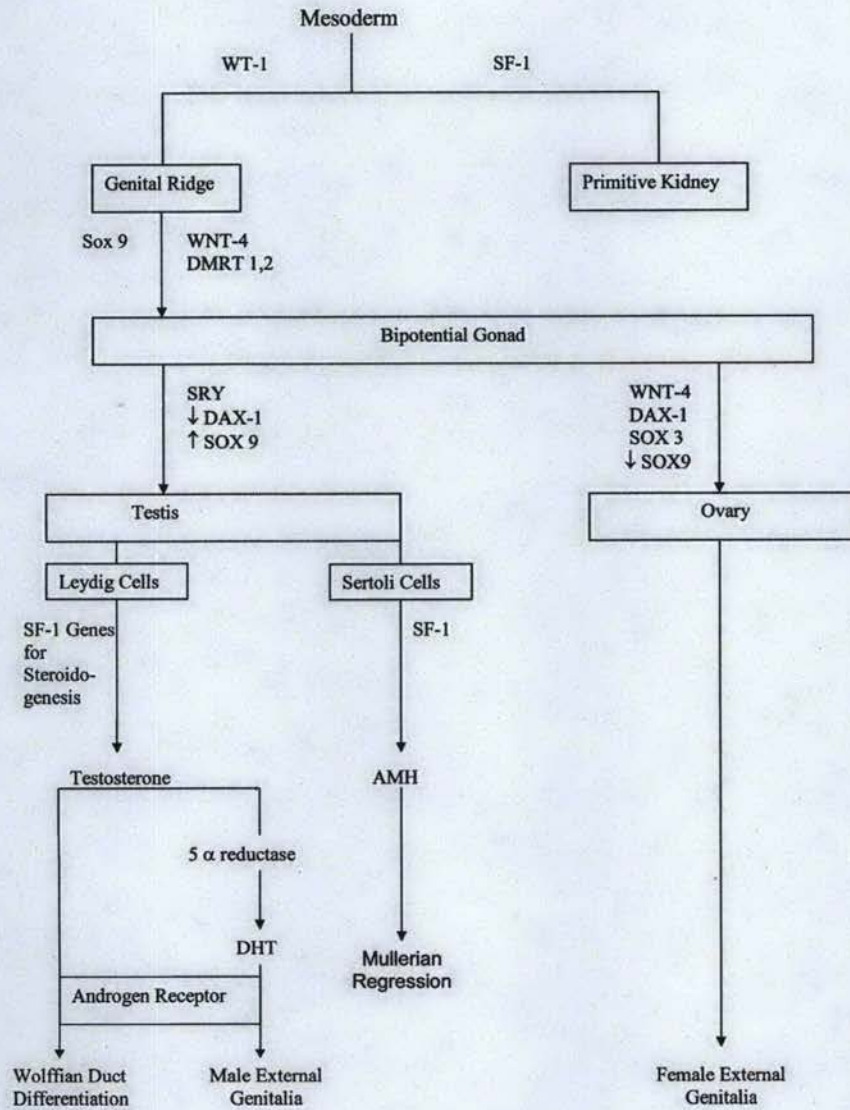 Mesoderm
WT-1 SF-1
Genital Ridge Primitive Kidney
Sox 9 WNT-4
DMRT 1,2
Bipotential Gonad
SRY
↓ DAX-1
↑ SOX 9
WNT-4
DAX-1
SOX 3
↓ SOX9
Testis Ovary
Leydig Cells Sertoli Cells
SF-1 Genes
for
Steroido-
genesis
SF-1
Testosterone AMH
5 α reductase
DHT
Mullerian
Regression
Androgen Receptor
Wolffian Duct
Differentiation
Male External
Genitalia
Female External
Genitalia